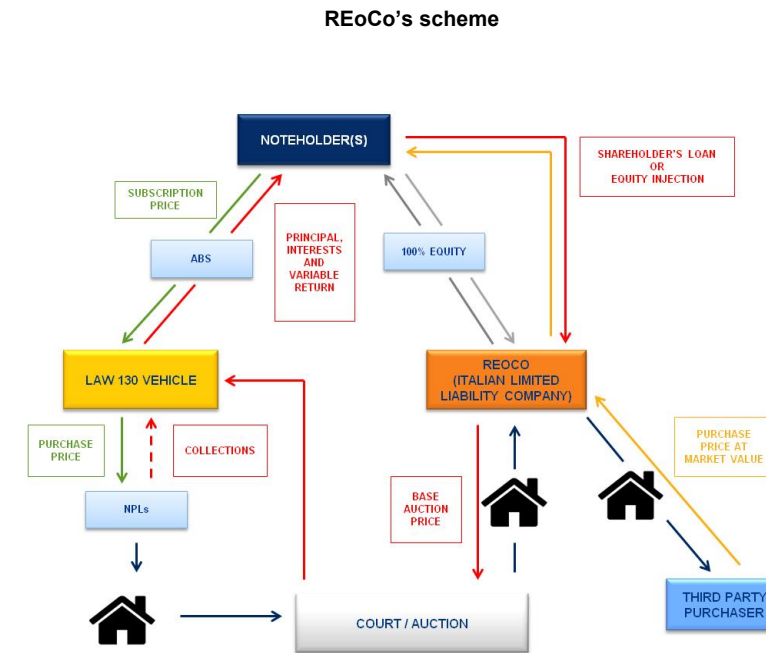 REoCo's scheme
NOTEHOLDER(S)
SHAREHOLDER'S LOAN
OR
EQUITY INJECTION
SUBSCRIPTION
PRICE
ABS
PRINCIPAL,
INTERESTS
AND
VARIABLE
RETURN
100% EQUITY
LAW 130 VEHICLE
REOCO
(ITALIAN LIMITED
LIABILITY COMPANY)
PURCHASE
PRICE
COLLECTIONS
PURCHASE
PRICE AT
MARKET VALUE
NPLs
BASE
AUCTION
PRICE
COURT / AUCTION
THIRD PARTY
PURCHASER